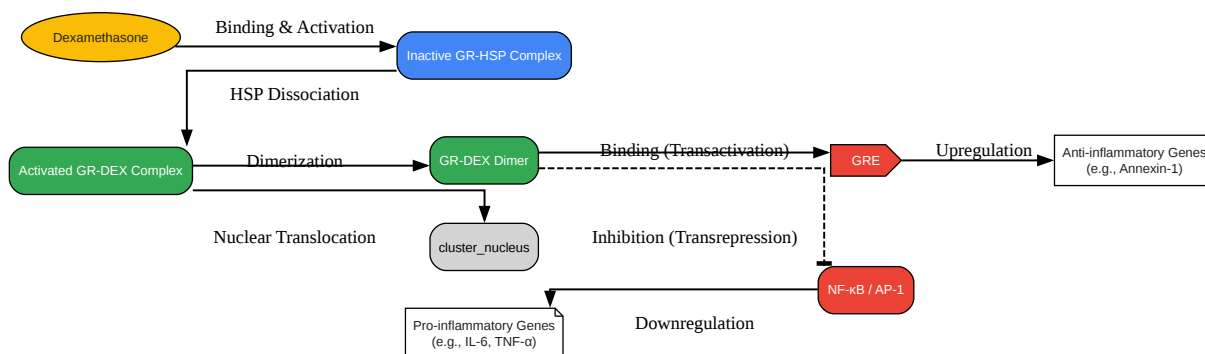 Dexamethasone
Binding & Activation
Inactive GR-HSP Complex
HSP Dissociation
Activated GR-DEX Complex
Dimerization
GR-DEX Dimer
Binding (Transactivation)
GRE
Upregulation
Anti-inflammatory Genes
(e.g., Annexin-1)
Nuclear Translocation
cluster_nucleus
Inhibition (Transrepression)
NF-κB / AP-1
Downregulation
Pro-inflammatory Genes
(e.g., IL-6, TNF-α)